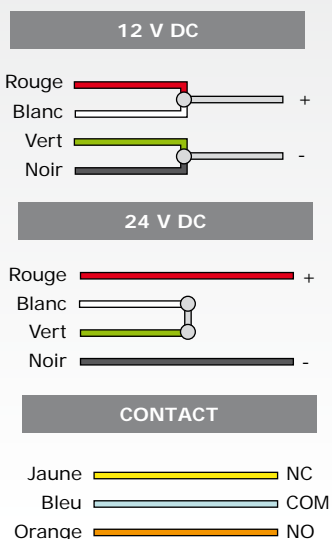 12 V DC
Rouge
+
Blanc
Vert
-
Noir
24 V DC
Rouge +
Blanc
Vert
Noir -
CONTACT
Jaune NC
Bleu COM
Orange NO